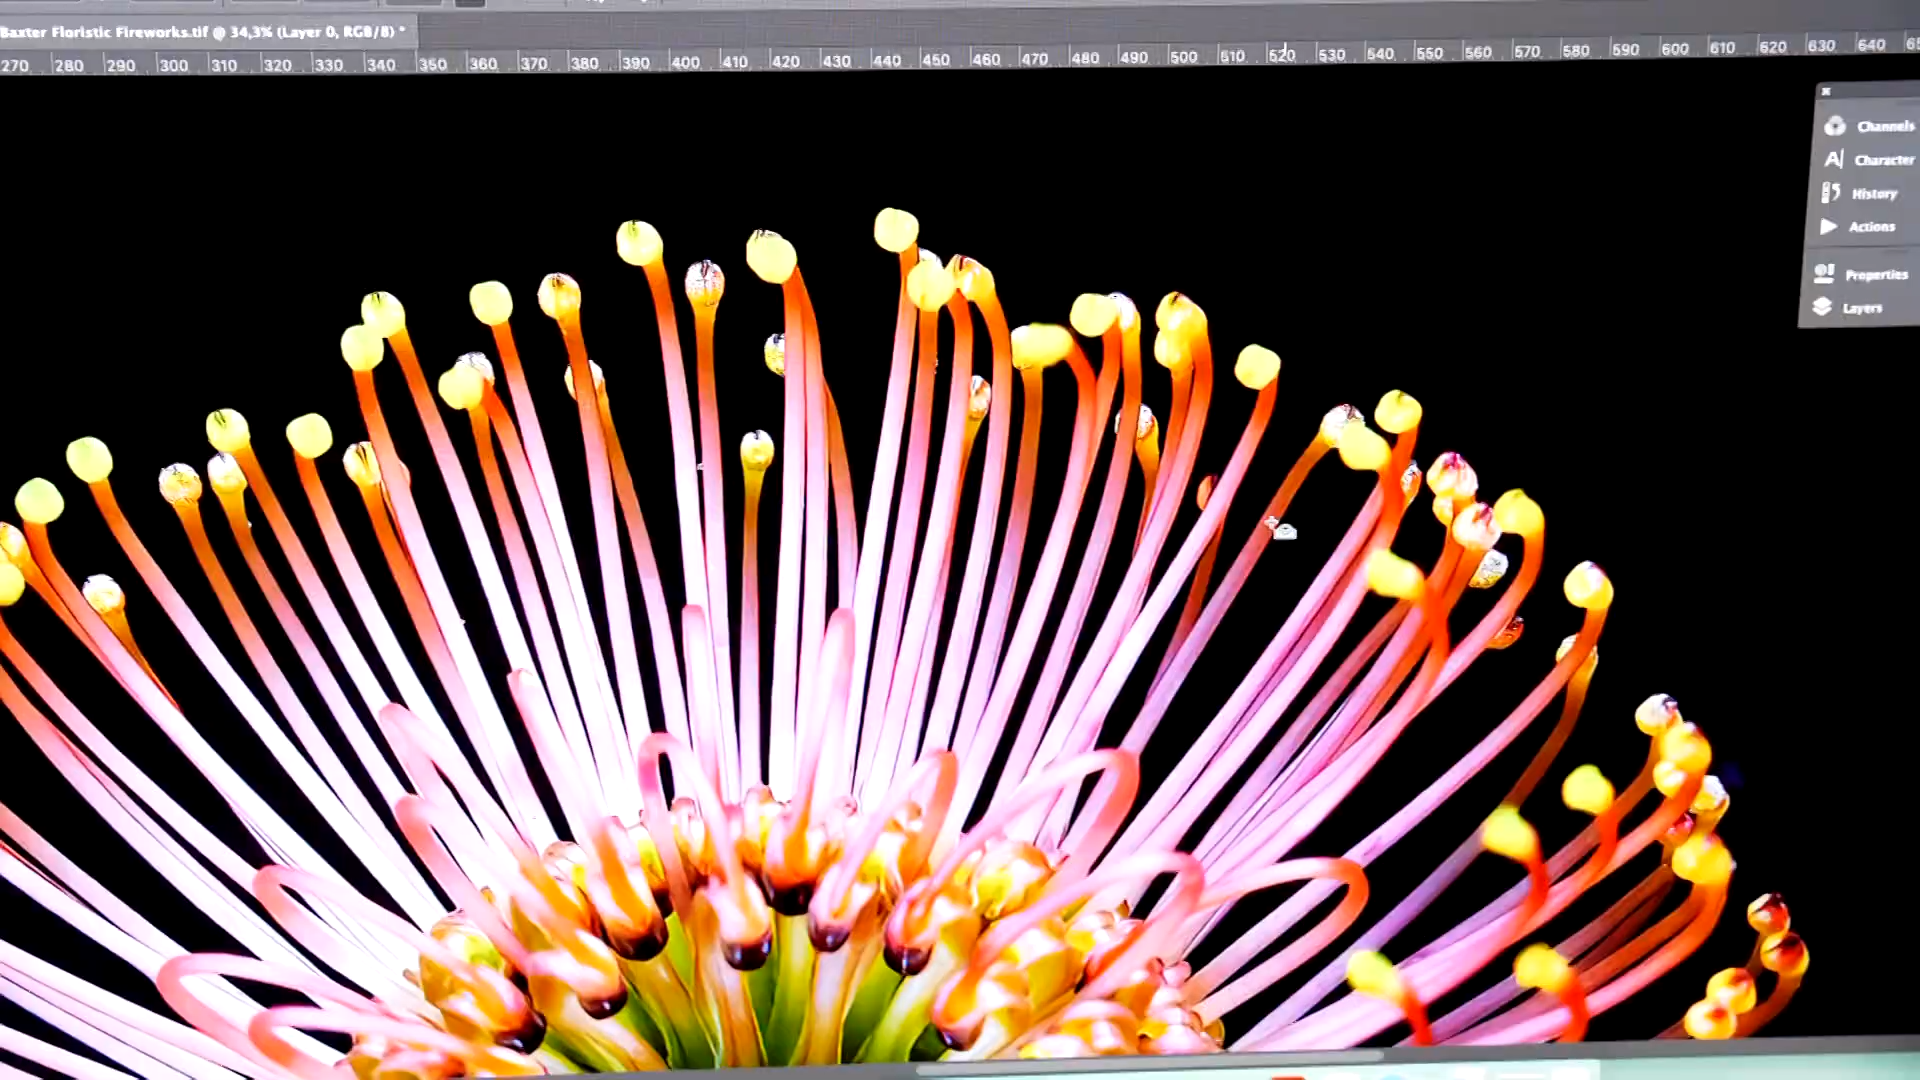 Baxter Floristic Fireworks.tif @ 34,3% (Layer 0, RGB/8) *
270 280 290 300 310 320 330 340 350 360 370 380 390 400 410 420 430 440 450 460 470 480 490 500 510 520 530 540 550 560 570 580 590 600 610 620 630 640
Channels
Character
History
Actions
Properties
Layers